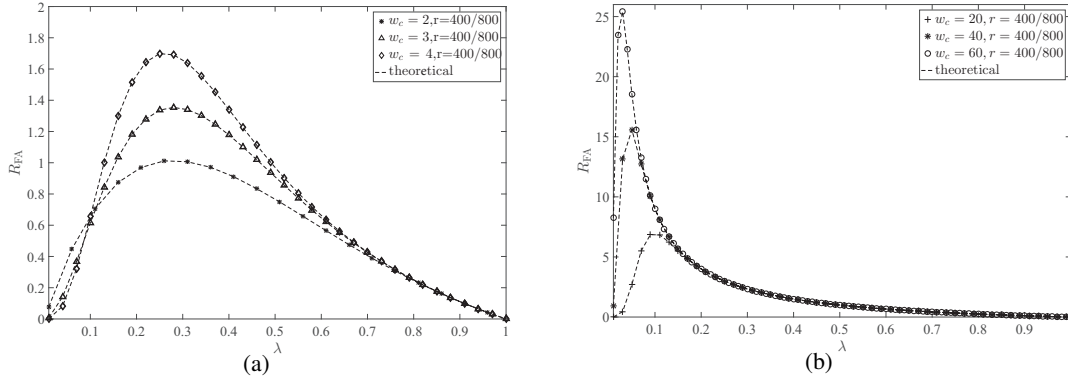 2
1.8
1.6
1.4
1.2
1
0.8
0.6
0.4
0.2
0
R_FA
0.1 0.2 0.3 0.4 0.5 0.6 0.7 0.8 0.9 1
λ
w_c = 2,r=400/800
w_c = 3,r=400/800
w_c = 4,r=400/800
theoretical
(a)
25
20
15
10
5
0
R_FA
0.1 0.2 0.3 0.4 0.5 0.6 0.7 0.8 0.9
λ
w_c = 20, r = 400/800
w_c = 40, r = 400/800
w_c = 60, r = 400/800
theoretical
(b)